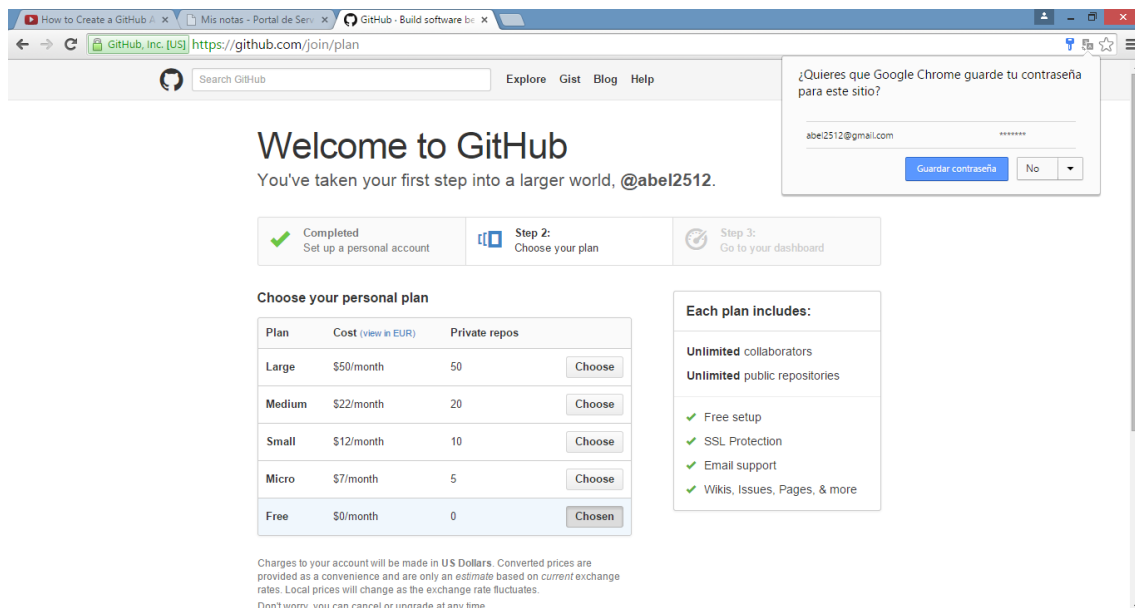 How to Create a GitHub A
Mis notas - Portal de Serv
GitHub - Build software be
GitHub, Inc. [US] https://github.com/join/plan
Search GitHub
Explore Gist Blog Help
¿Quieres que Google Chrome guarde tu contraseña
para este sitio?
abel2512@gmail.com *******
Guardar contraseña No
Welcome to GitHub
You've taken your first step into a larger world, @abel2512.
Completed
Set up a personal account
Step 2:
Choose your plan
Step 3:
Go to your dashboard
Choose your personal plan
Plan Cost (view in EUR) Private repos
Large $50/month 50 Choose
Medium $22/month 20 Choose
Small $12/month 10 Choose
Micro $7/month 5 Choose
Free $0/month 0 Chosen
Each plan includes:
Unlimited collaborators
Unlimited public repositories
Free setup
SSL Protection
Email support
Wikis, Issues, Pages, & more
Charges to your account will be made in US Dollars. Converted prices are
provided as a convenience and are only an estimate based on current exchange
rates. Local prices will change as the exchange rate fluctuates.
Don't worry, you can cancel or upgrade at any time.